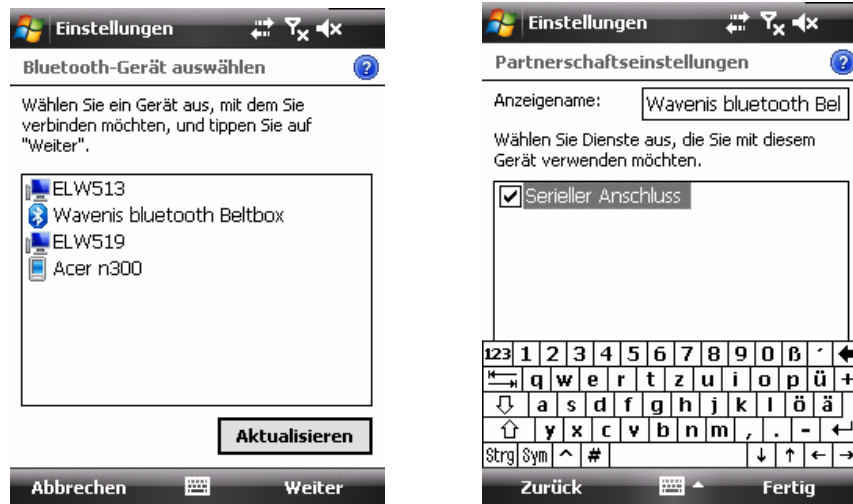 Einstellungen
Bluetooth-Gerät auswählen
Wählen Sie ein Gerät aus, mit dem Sie
verbinden möchten, und tippen Sie auf
"Weiter".
ELW513
Wavenis bluetooth Beltbox
ELW519
Acer n300
Aktualisieren
Abbrechen Weiter
Einstellungen
Partnerschaftseinstellungen
Anzeigename: Wavenis bluetooth Bel
Wählen Sie Dienste aus, die Sie mit diesem
Gerät verwenden möchten.
Serieller Anschluss
123 1 2 3 4 5 6 7 8 9 0 ß ´
q w e r t z u i o p ü +
a s d f g h j k l ö ä
y x c v b n m , . -
Strg Sym ^ # ↓ ↑ ← →
Zurück Fertig